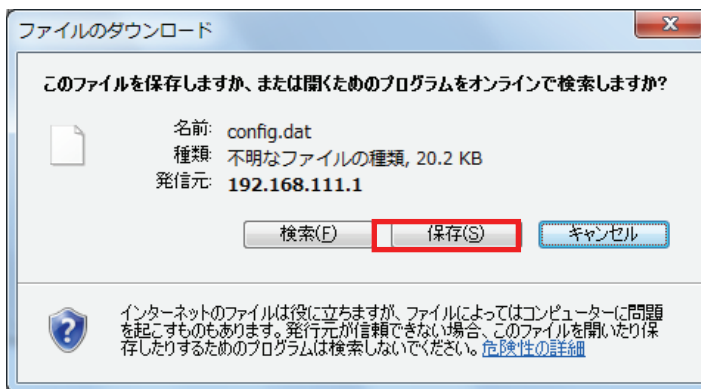 ファイルのダウンロード
このファイルを保存しますか、または開くためのプログラムをオンラインで検索しますか?
名前: config.dat
種類: 不明なファイルの種類, 20.2 KB
発信元: 192.168.111.1
検索(F) 保存(S) キャンセル
インターネットのファイルは役に立ちますが、ファイルによってはコンピューターに問題
を起こすものもあります。発行元が信頼できない場合、このファイルを開いたり保
存したりするためのプログラムは検索しないでください。危険性の詳細